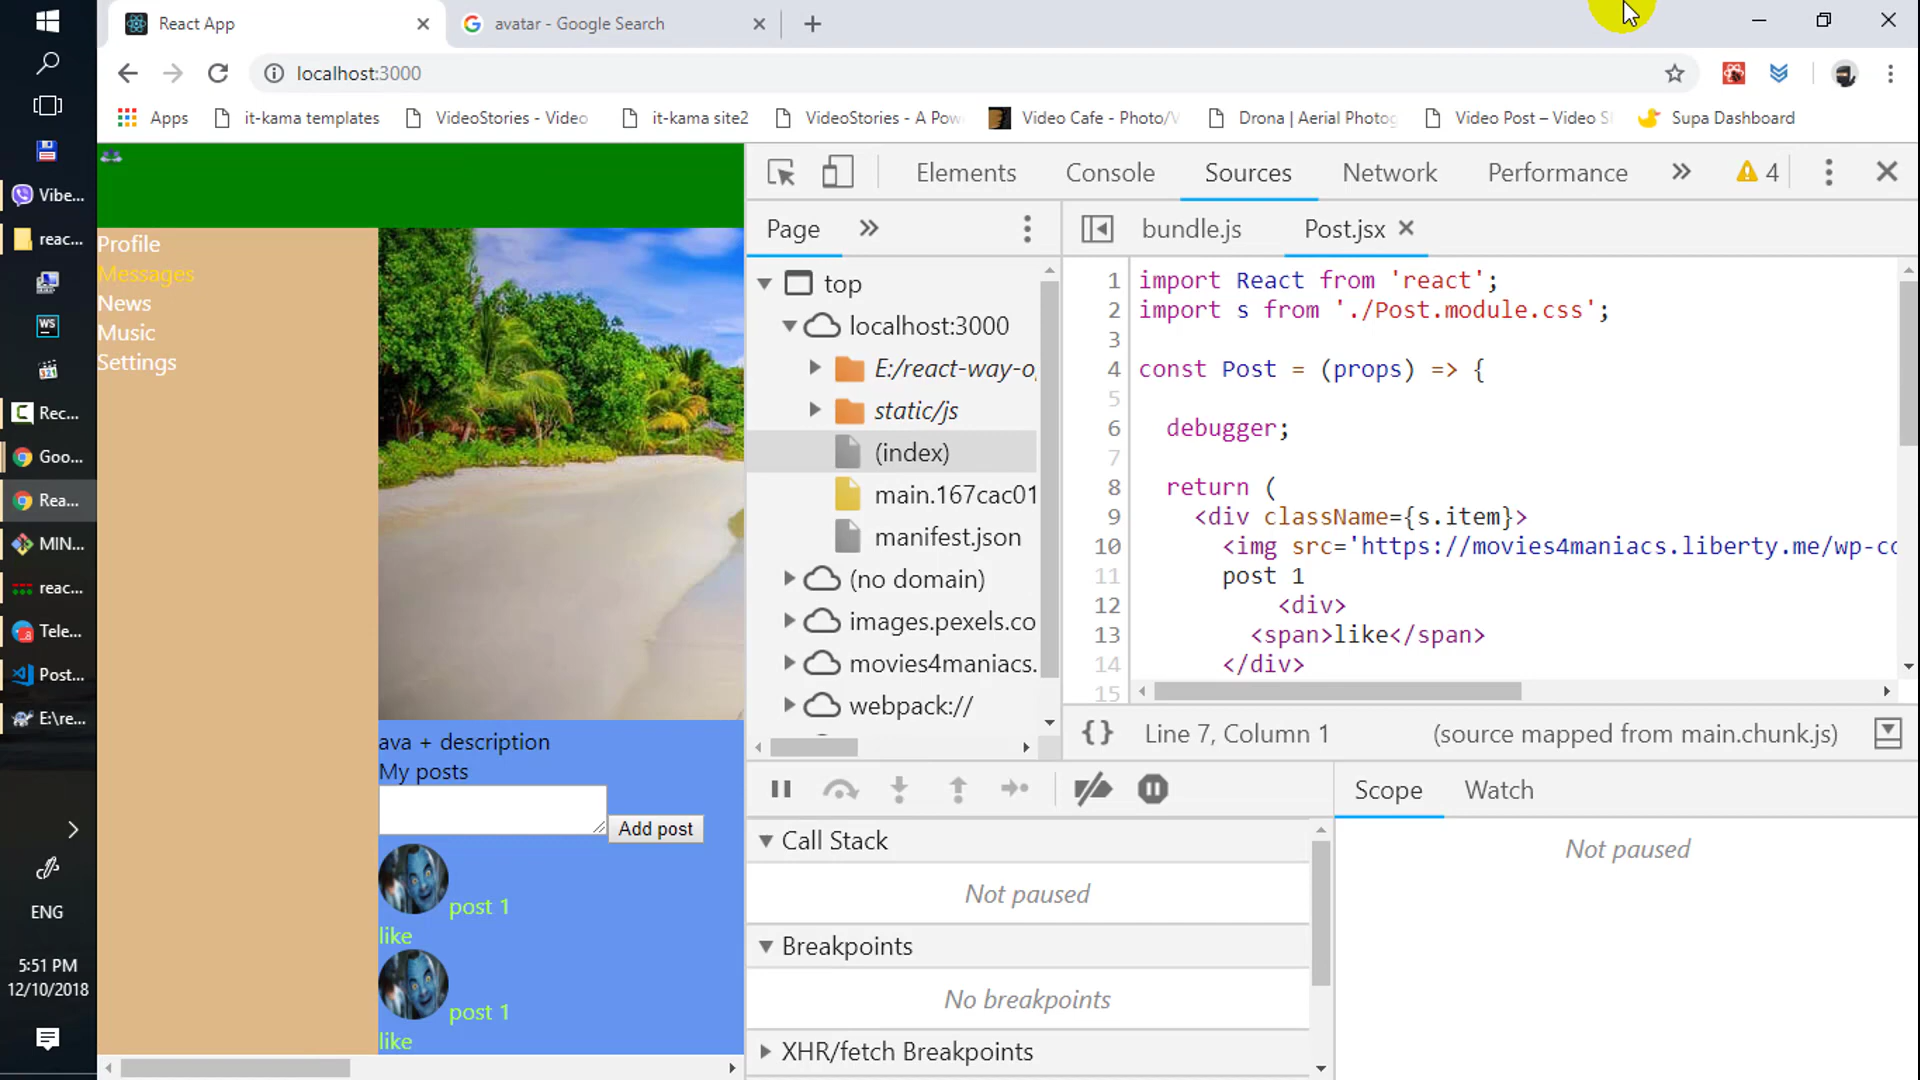 React App
avatar - Google Search
localhost:3000
Apps
it-kama templates
VideoStories - Video
it-kama site2
VideoStories - A Pow
Video Cafe - Photo/V
Drona | Aerial Photog
Video Post – Video S
Supa Dashboard
Vibe...
reac...
WS
321
Rec...
Goo...
Rea...
MIN...
reac...
Tele...
Post...
E:\re...
ENG
5:51 PM
12/10/2018
Profile
Messages
News
Music
Settings
ava + description
My posts
Add post
post 1
like
post 1
like
Elements
Console
Sources
Network
Performance
4
Page
bundle.js
Post.jsx
top
localhost:3000
E:/react-way-o
static/js
(index)
main.167cac01
manifest.json
(no domain)
images.pexels.co
movies4maniacs.
webpack://
1 import React from 'react';
2 import s from './Post.module.css';
3
4 const Post = (props) => {
5
6 debugger;
7
8 return (
9 <div className={s.item}>
10 <img src='https://movies4maniacs.liberty.me/wp-co
11 post 1
12 <div>
13 <span>like</span>
14 </div>
15
{} Line 7, Column 1
(source mapped from main.chunk.js)
Call Stack
Not paused
Breakpoints
No breakpoints
XHR/fetch Breakpoints
Scope
Watch
Not paused